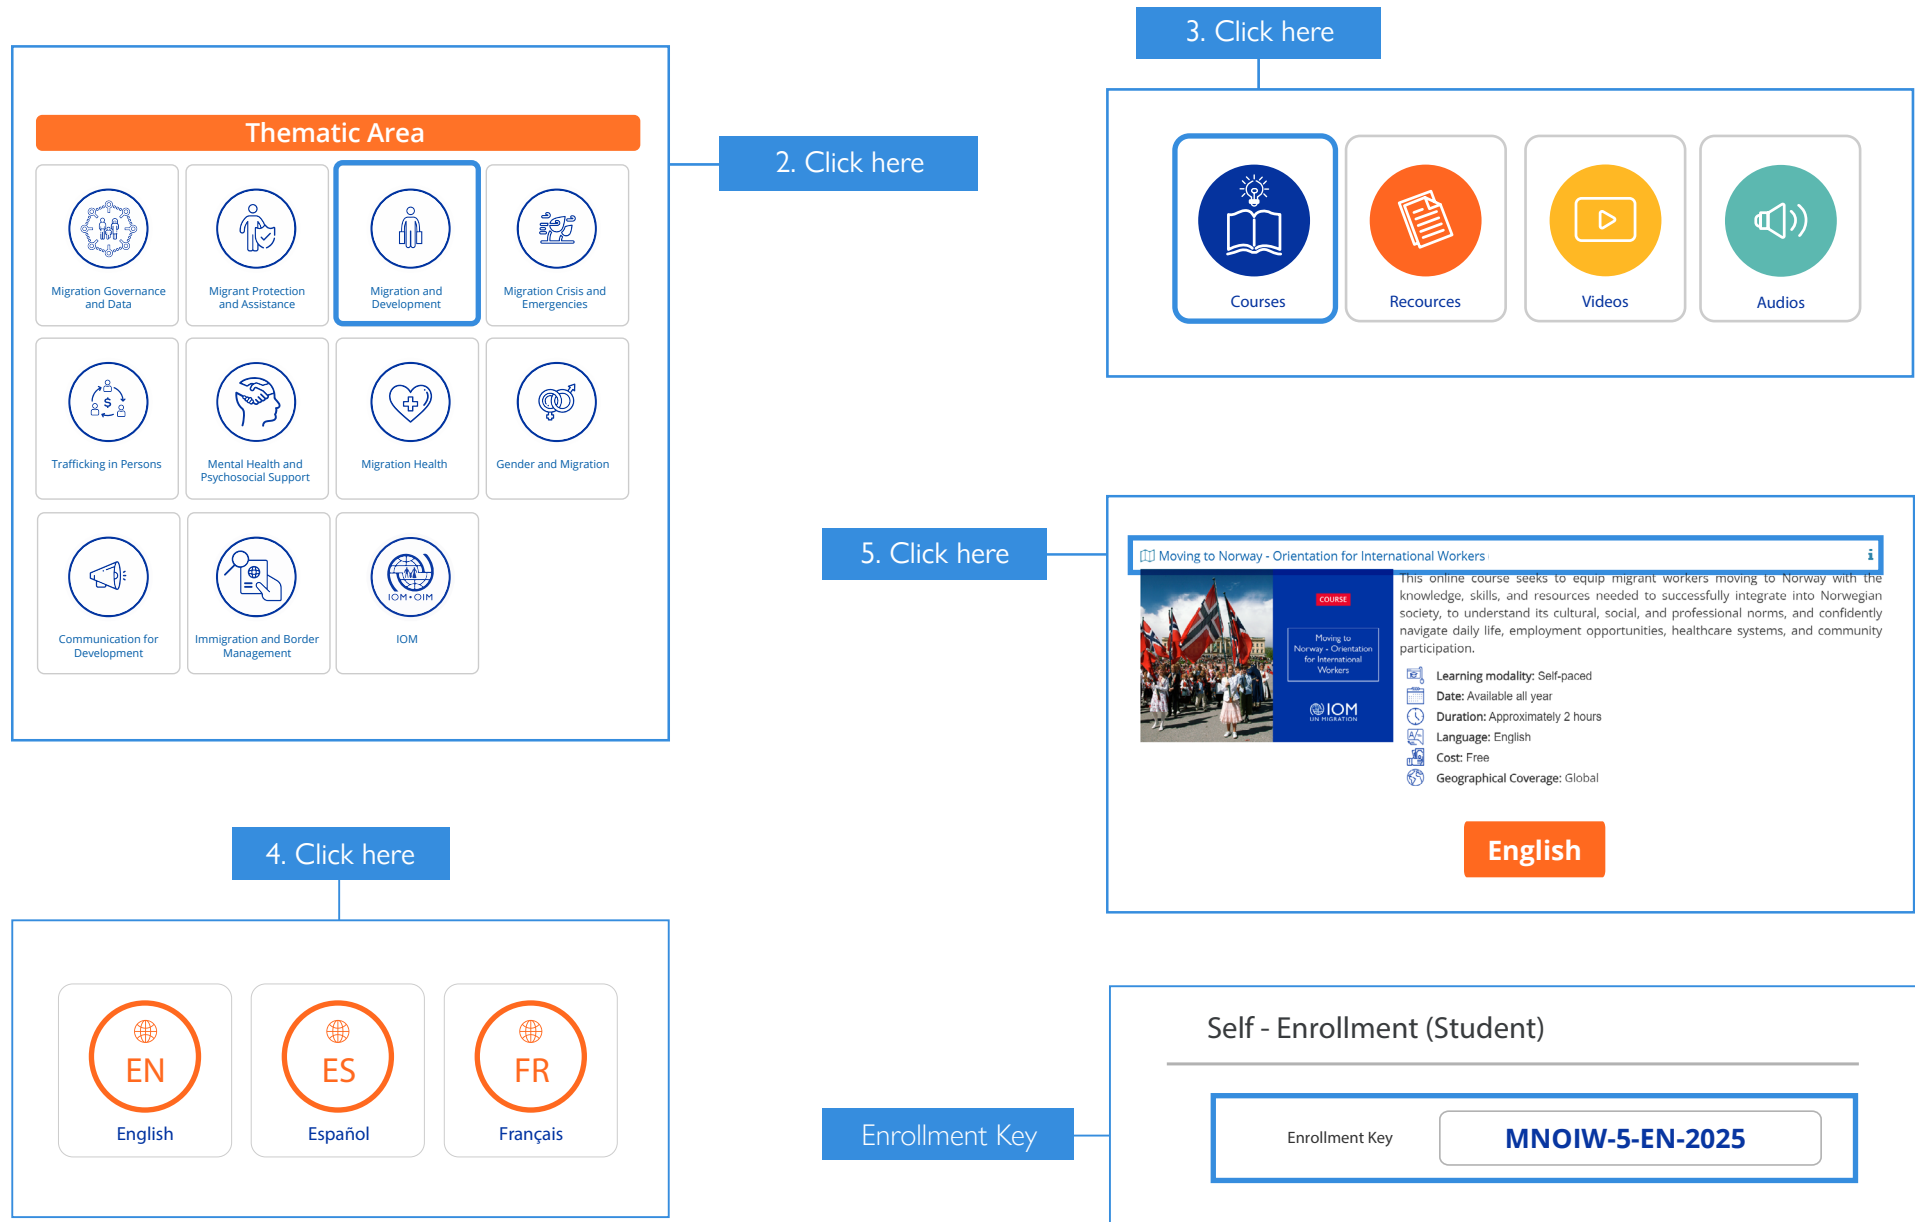 3. Click here
Thematic Area
2. Click here
Migration Governance
and Data
Migrant Protection
and Assistance
Migration and
Development
Migration Crisis and
Emergencies
Courses
Recources
Videos
Audios
$
Trafficking in Persons
Mental Health and
Psychosocial Support
Migration Health
Gender and Migration
5. Click here
Moving to Norway - Orientation for International Workers
i
This online course seeks to equip migrant workers moving to Norway with the
knowledge, skills, and resources needed to successfully integrate into Norwegian
society, to understand its cultural, social, and professional norms, and confidently
navigate daily life, employment opportunities, healthcare systems, and community
participation.
COURSE
Moving to
Norway - Orientation
for International
Workers
IOM
UN MIGRATION
Learning modality: Self-paced
Date: Available all year
Duration: Approximately 2 hours
Language: English
Cost: Free
Geographical Coverage: Global
English
IOM•OIM
Communication for
Development
Immigration and Border
Management
IOM
4. Click here
EN
English
ES
Español
FR
Français
Self - Enrollment (Student)
Enrollment Key
Enrollment Key
MNOIW-5-EN-2025